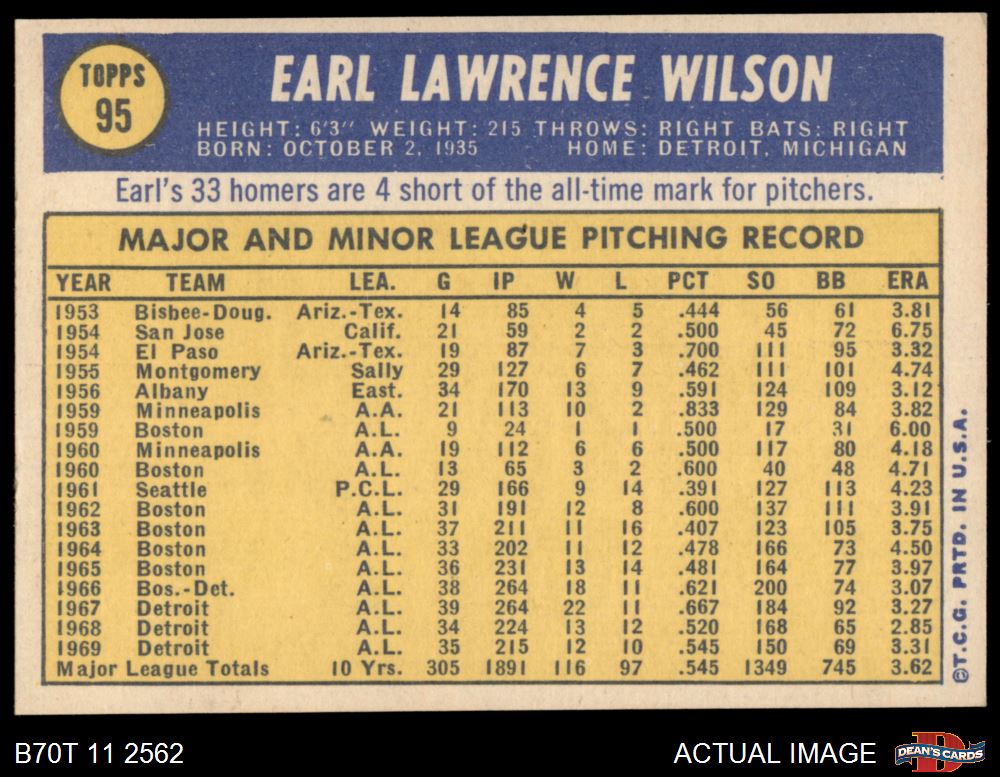 TOPPS
95
EARL LAWRENCE WILSON
HEIGHT: 6'3" WEIGHT: 215 THROWS: RIGHT BATS: RIGHT
BORN: OCTOBER 2, 1935 HOME: DETROIT, MICHIGAN
Earl's 33 homers are 4 short of the all-time mark for pitchers.
MAJOR AND MINOR LEAGUE PITCHING RECORD
YEAR TEAM LEA. G IP W L PCT SO BB ERA
1953 Bisbee-Doug. Ariz.-Tex. 14 85 4 5 .444 56 61 3.81
1954 San Jose Calif. 21 59 2 2 .500 45 72 6.75
1954 El Paso Ariz.-Tex. 19 87 7 3 .700 111 95 3.32
1955 Montgomery Sally 29 127 6 7 .462 111 101 4.74
1956 Albany East. 34 170 13 9 .591 124 109 3.12
1959 Minneapolis A.A. 21 113 10 2 .833 129 84 3.82
1959 Boston A.L. 9 24 1 1 .500 17 31 6.00
1960 Minneapolis A.A. 19 112 6 6 .500 117 80 4.18
1960 Boston A.L. 13 65 3 2 .600 40 48 4.71
1961 Seattle P.C.L. 29 166 9 14 .391 127 113 4.23
1962 Boston A.L. 31 191 12 8 .600 137 111 3.91
1963 Boston A.L. 37 211 11 16 .407 123 105 3.75
1964 Boston A.L. 33 202 11 12 .478 166 73 4.50
1965 Boston A.L. 36 231 13 14 .481 164 77 3.97
1966 Bos.-Det. A.L. 38 264 18 11 .621 200 74 3.07
1967 Detroit A.L. 39 264 22 11 .667 184 92 3.27
1968 Detroit A.L. 34 224 13 12 .520 168 65 2.85
1969 Detroit A.L. 35 215 12 10 .545 150 69 3.31
Major League Totals 10 Yrs. 305 1891 116 97 .545 1349 745 3.62
©T.C.G. PRTD. IN U.S.A.
B70T 11 2562
ACTUAL IMAGE
D
DEAN'S CARDS